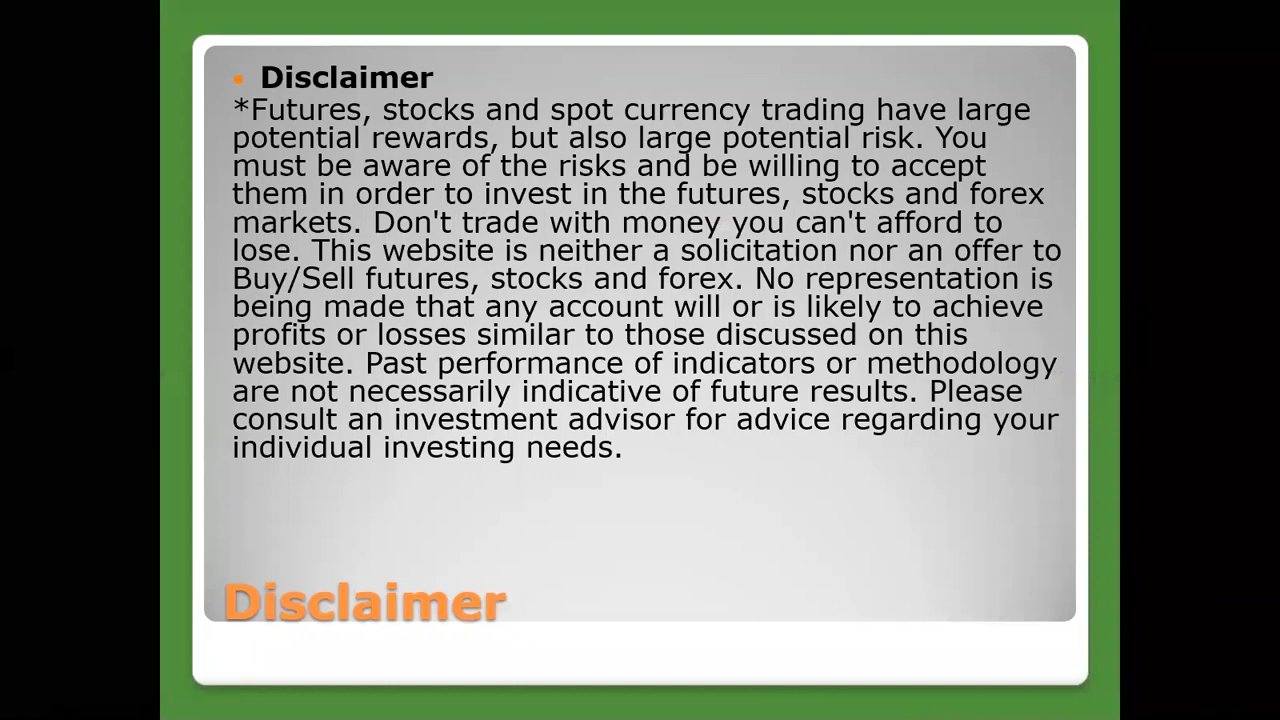 Disclaimer
*Futures, stocks and spot currency trading have large
potential rewards, but also large potential risk. You
must be aware of the risks and be willing to accept
them in order to invest in the futures, stocks and forex
markets. Don't trade with money you can't afford to
lose. This website is neither a solicitation nor an offer to
Buy/Sell futures, stocks and forex. No representation is
being made that any account will or is likely to achieve
profits or losses similar to those discussed on this
website. Past performance of indicators or methodology
are not necessarily indicative of future results. Please
consult an investment advisor for advice regarding your
individual investing needs.
Disclaimer